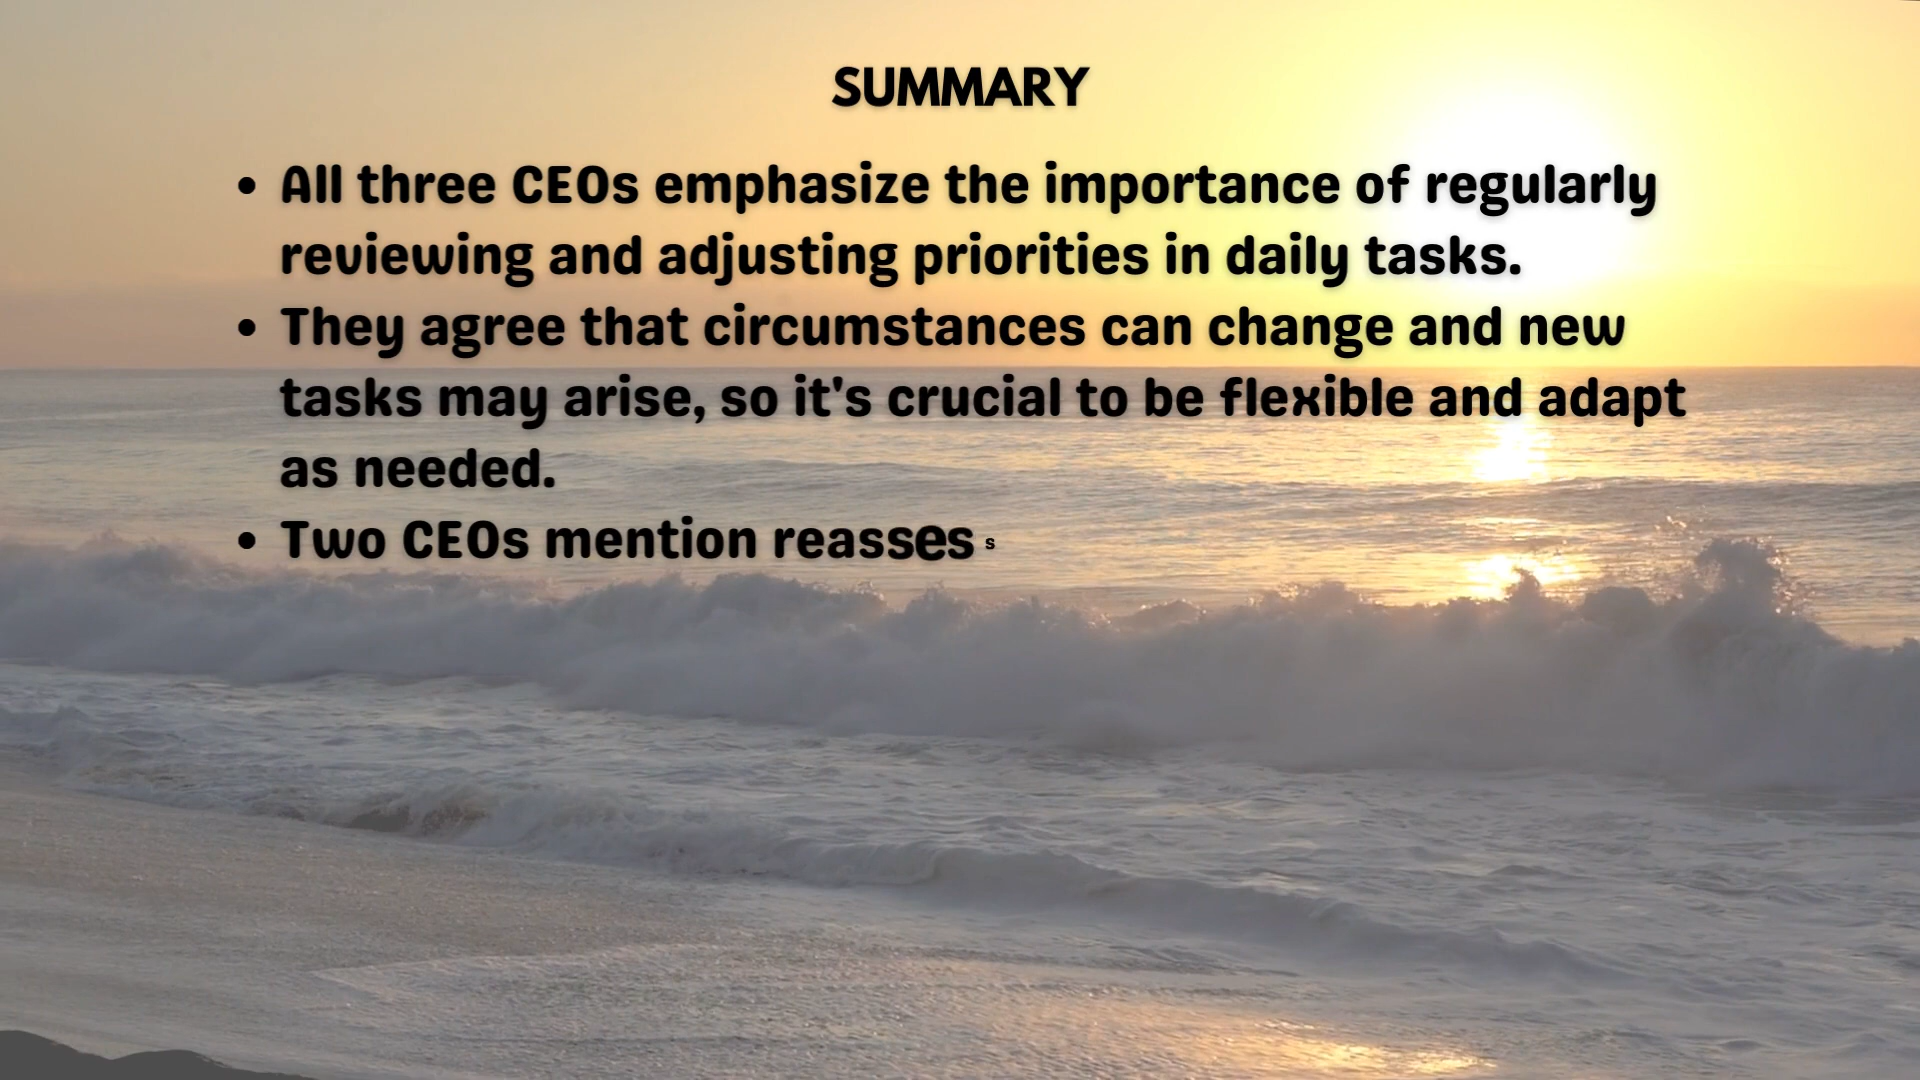 SUMMARY
• All three CEOs emphasize the importance of regularly
reviewing and adjusting priorities in daily tasks.
• They agree that circumstances can change and new
tasks may arise, so it's crucial to be flexible and adapt
as needed.
• Two CEOs mention reasses s